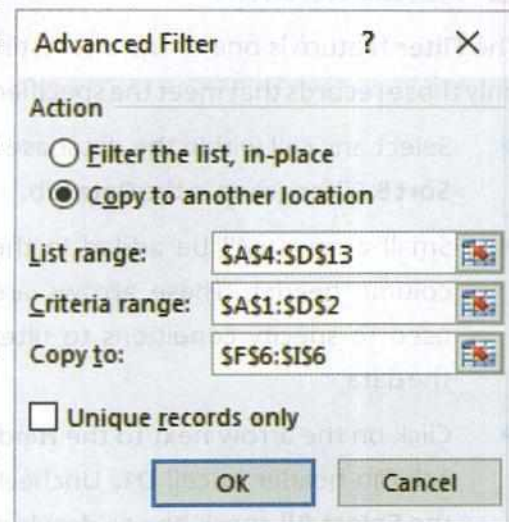 Advanced Filter ? ×
Action
Filter the list, in-place
Copy to another location
List range: $A$4:$D$13
Criteria range: $A$1:$D$2
Copy to: $F$6:$I$6
Unique records only
OK Cancel